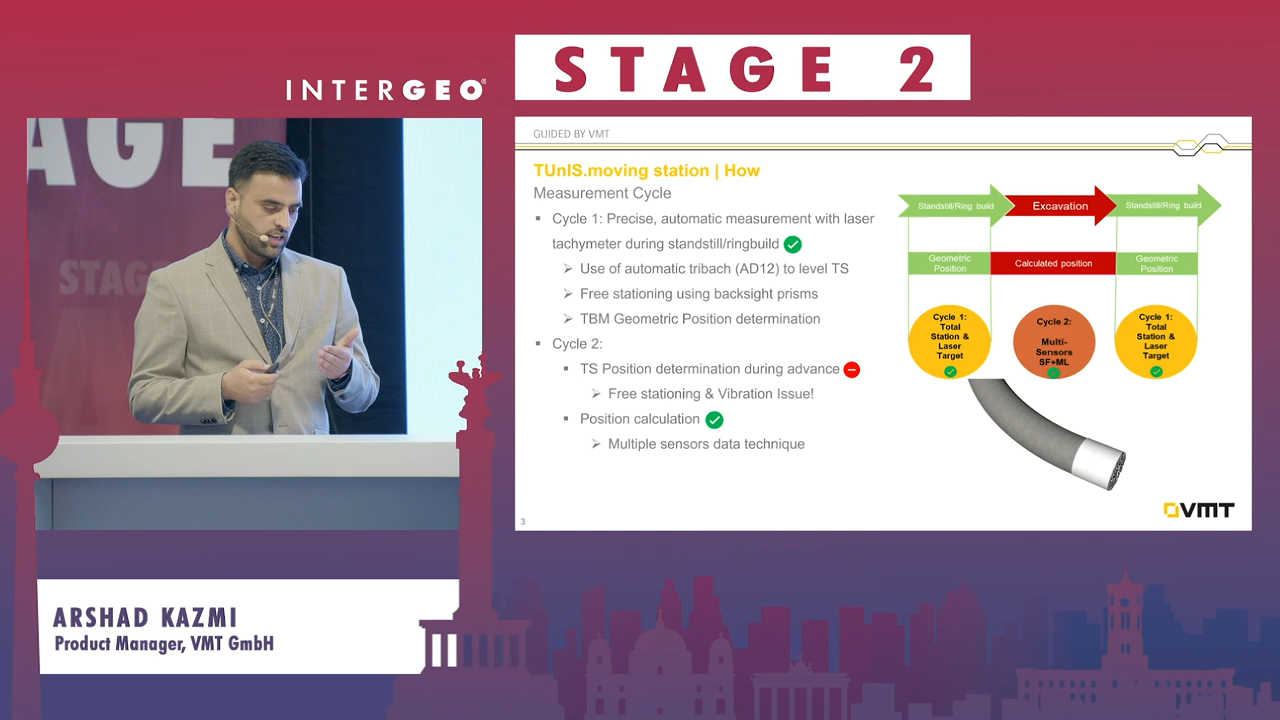 INTERGEO®
STAGE 2
AGE
STAGE
GUIDED BY VMT
TUnIS.moving station | How
Measurement Cycle
▪ Cycle 1: Precise, automatic measurement with laser
tachymeter during standstill/ringbuild
➢ Use of automatic tribach (AD12) to level TS
➢ Free stationing using backsight prisms
➢ TBM Geometric Position determination
▪ Cycle 2:
▪ TS Position determination during advance
➢ Free stationing & Vibration Issue!
▪ Position calculation
➢ Multiple sensors data technique
Standstill/Ring build
Excavation
Standstill/Ring build
Geometric
Position
Calculated position
Geometric
Position
Cycle 1:
Total
Station &
Laser
Target
Cycle 2:
Multi-
Sensors
SF+ML
Cycle 1:
Total
Station &
Laser
Target
3
VMT
ARSHAD KAZMI
Product Manager, VMT GmbH